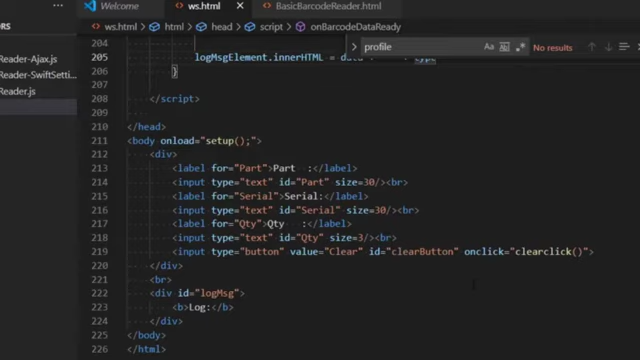 Welcome
ws.html
BasicBarcodeReader.html
ORS
ws.html > html > head > script > onBarcodeDataReady
profile
Aa
No results
Reader-Ajax.js
Reader-SwiftSettin...
Reader.js
204
205 logMsgElement.innerHTML = data + type
206 }
207
208 </script>
209
210 </head>
211 <body onload="setup();">
212 <div>
213 <label for="Part">Part :</label>
214 <input type="text" id="Part" size=30/><br>
215 <label for="Serial">Serial:</label>
216 <input type="text" id="Serial" size=30/><br>
217 <label for="Qty">Qty :</label>
218 <input type="text" id="Qty" size=3/><br>
219 <input type="button" value="Clear" id="clearButton" onclick="clearclick()">
220 </div>
221 <br>
222 <div id="logMsg">
223 <b>Log:</b>
224 </div>
225 </body>
226 </html>